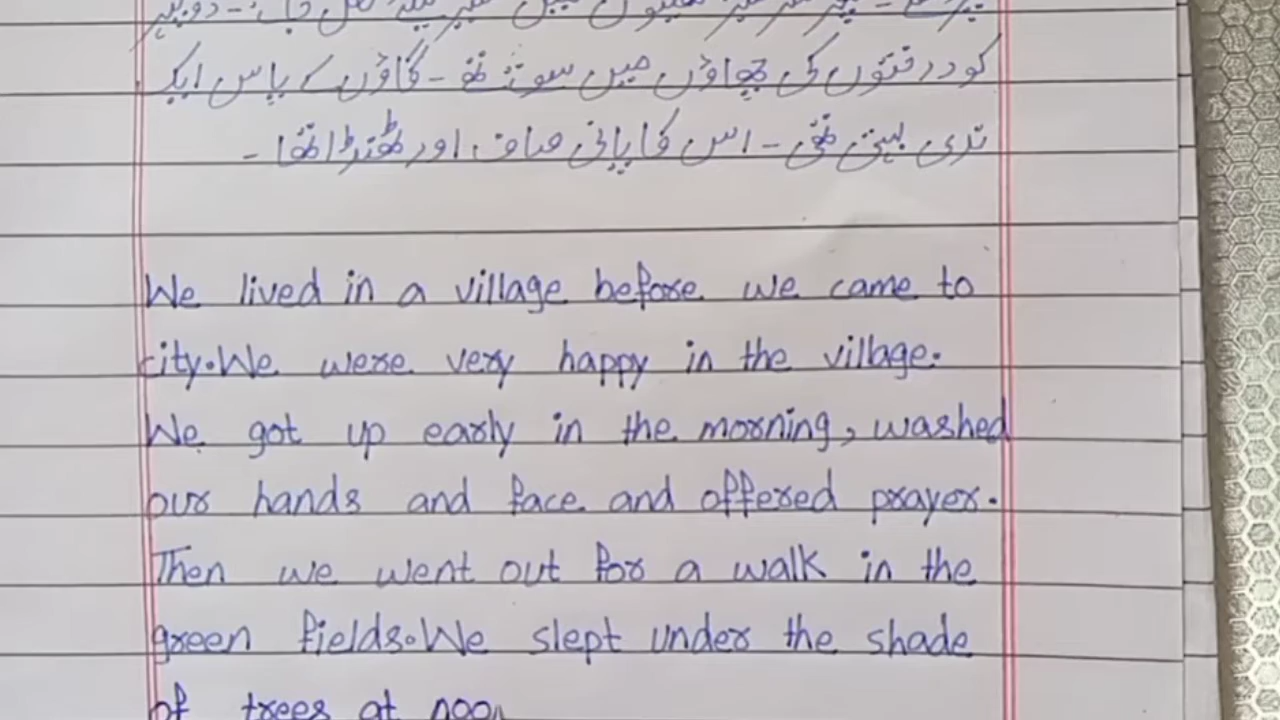 کو درختوں کی چھاؤں میں سوتے تھے ۔ گاؤں کے پاس ایک
ندی بہتی تھی ۔ اس کا پانی صاف اور ٹھنڈا تھا ۔
We lived in a village before we came to
city. We were very happy in the village.
We got up early in the morning, washed
our hands and face and offered prayer.
Then we went out for a walk in the
green fields. We slept under the shade
of trees at noon